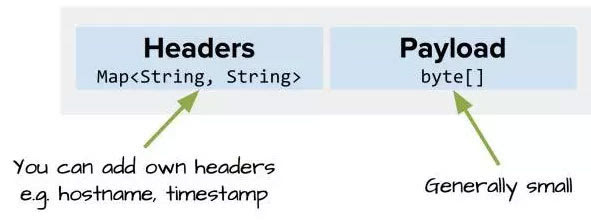 Headers
Map<String, String>
Payload
byte[]
You can add own headers
e.g. hostname, timestamp
Generally small